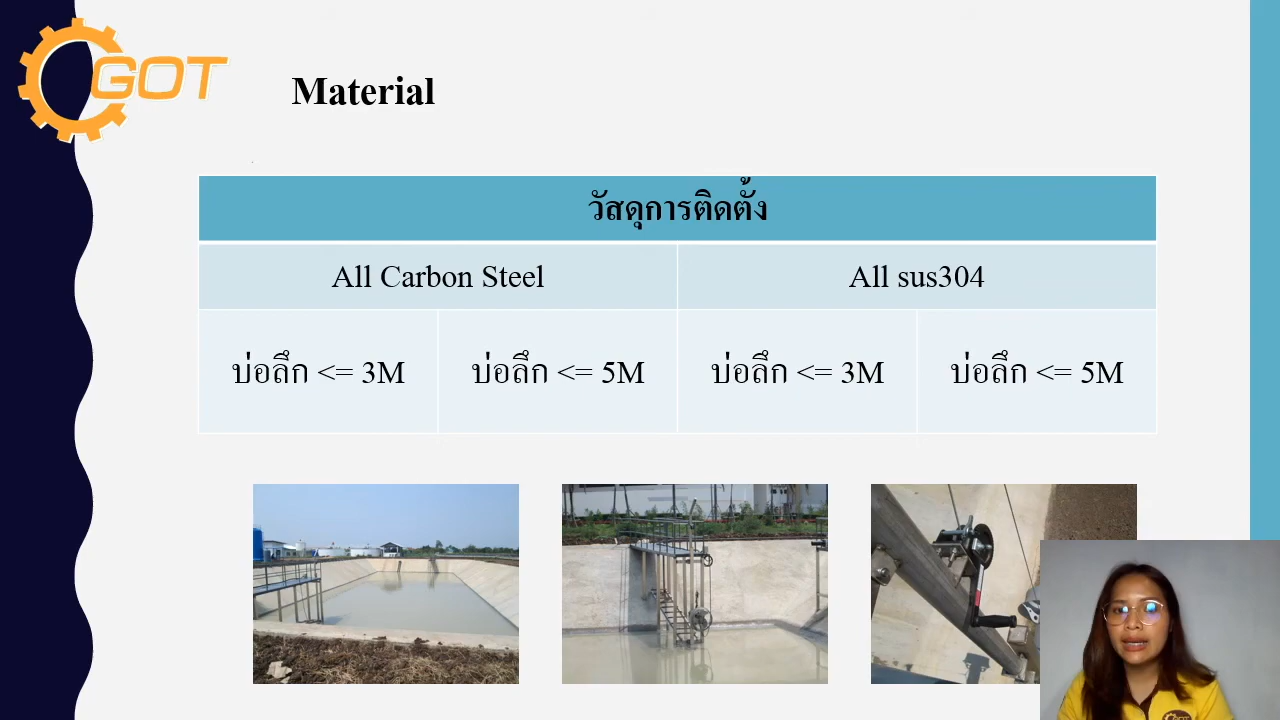 GOT
Material
วัสดุการติดตั้ง
All Carbon Steel
All sus304
บ่อลึก <= 3M
บ่อลึก <= 5M
บ่อลึก <= 3M
บ่อลึก <= 5M